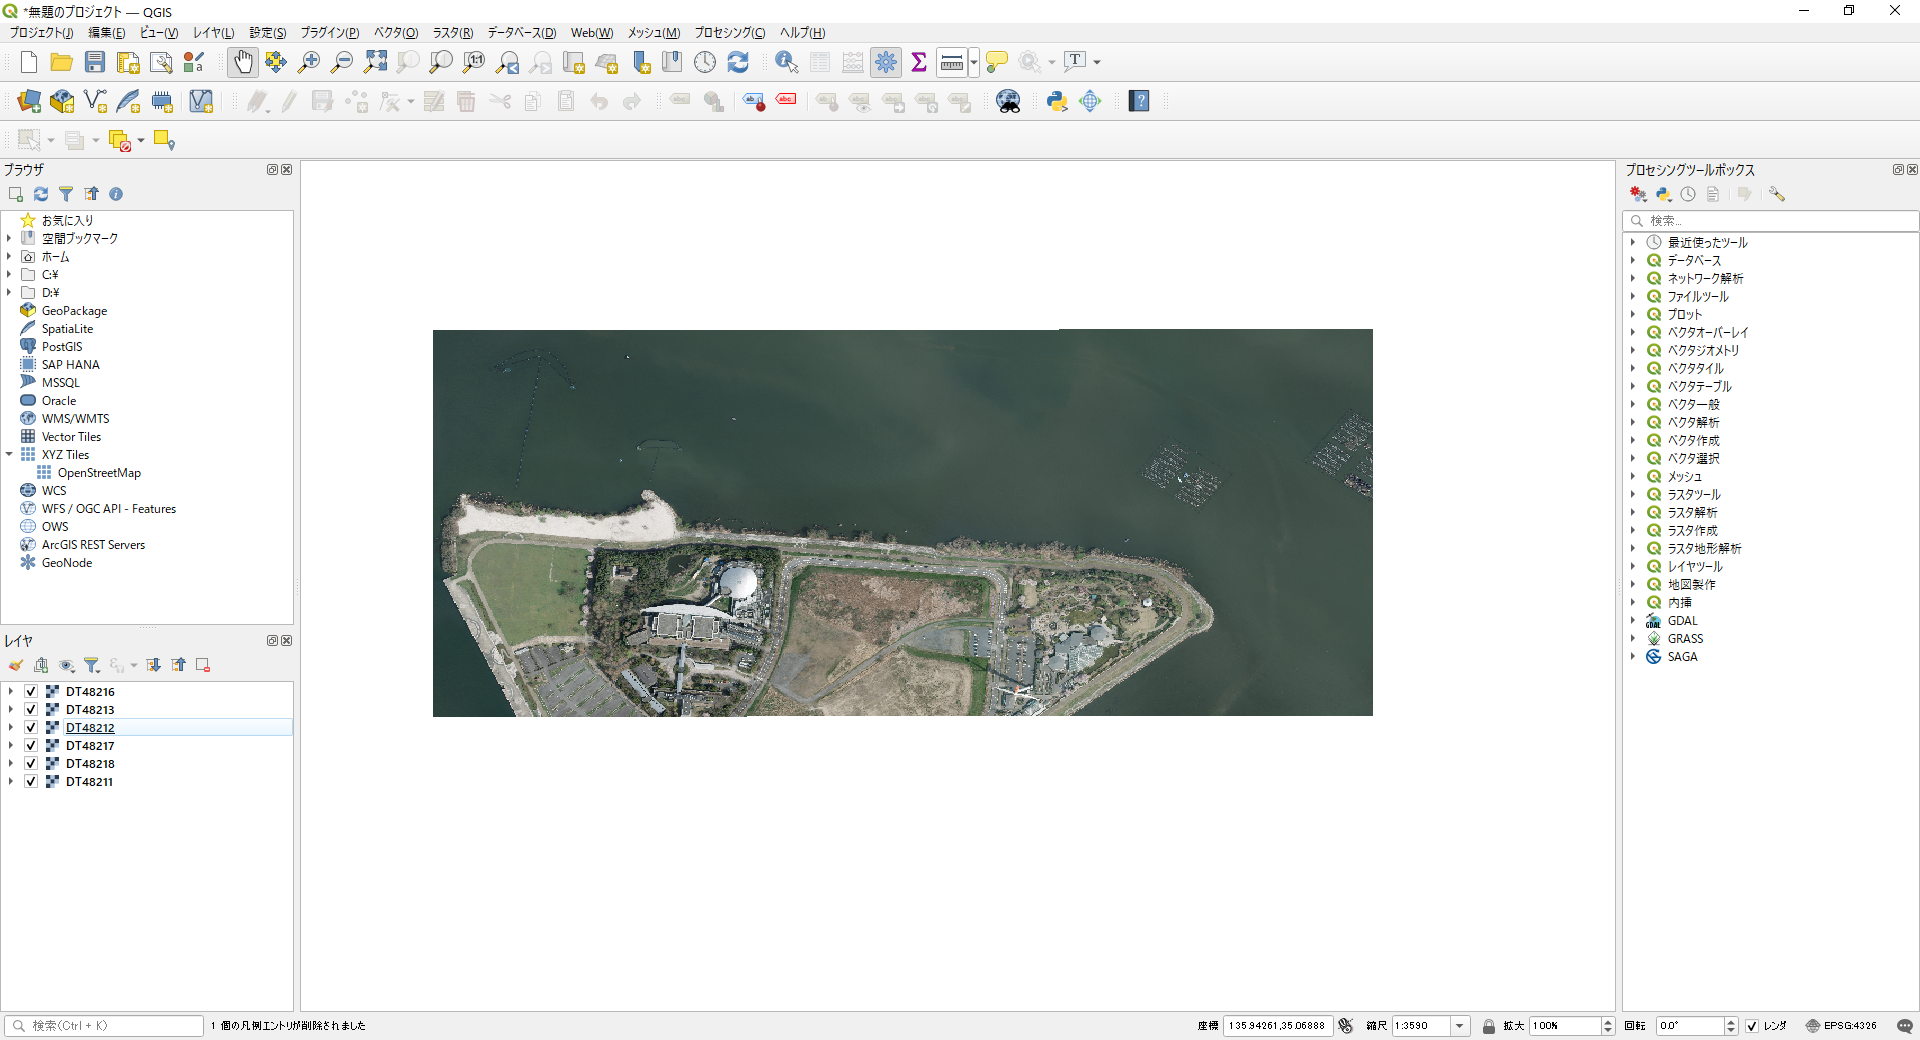 *無題のプロジェクト — QGIS
プロジェクト(J) 編集(E) ビュー(V) レイヤ(L) 設定(S) プラグイン(P) ベクタ(O) ラスタ(R) データベース(D) Web(W) メッシュ(M) プロセシング(C) ヘルプ(H)
ブラウザ
お気に入り
空間ブックマーク
ホーム
C:¥
D:¥
GeoPackage
SpatiaLite
PostGIS
SAP HANA
MSSQL
Oracle
WMS/WMTS
Vector Tiles
XYZ Tiles
OpenStreetMap
WCS
WFS / OGC API - Features
OWS
ArcGIS REST Servers
GeoNode
レイヤ
DT48216
DT48213
DT48212
DT48217
DT48218
DT48211
プロセシングツールボックス
検索...
最近使ったツール
データベース
ネットワーク解析
ファイルツール
プロット
ベクタオーバーレイ
ベクタジオメトリ
ベクタタイル
ベクタテーブル
ベクタ一般
ベクタ解析
ベクタ作成
ベクタ選択
メッシュ
ラスタツール
ラスタ解析
ラスタ作成
ラスタ地形解析
レイヤツール
地図製作
内挿
GDAL
GRASS
SAGA
検索(Ctrl + K) 1 個の凡例エントリが削除されました 座標 135.94261,35.06888 縮尺 1:3590 拡大 100% 回転 0.0° レンダ EPSG:4326